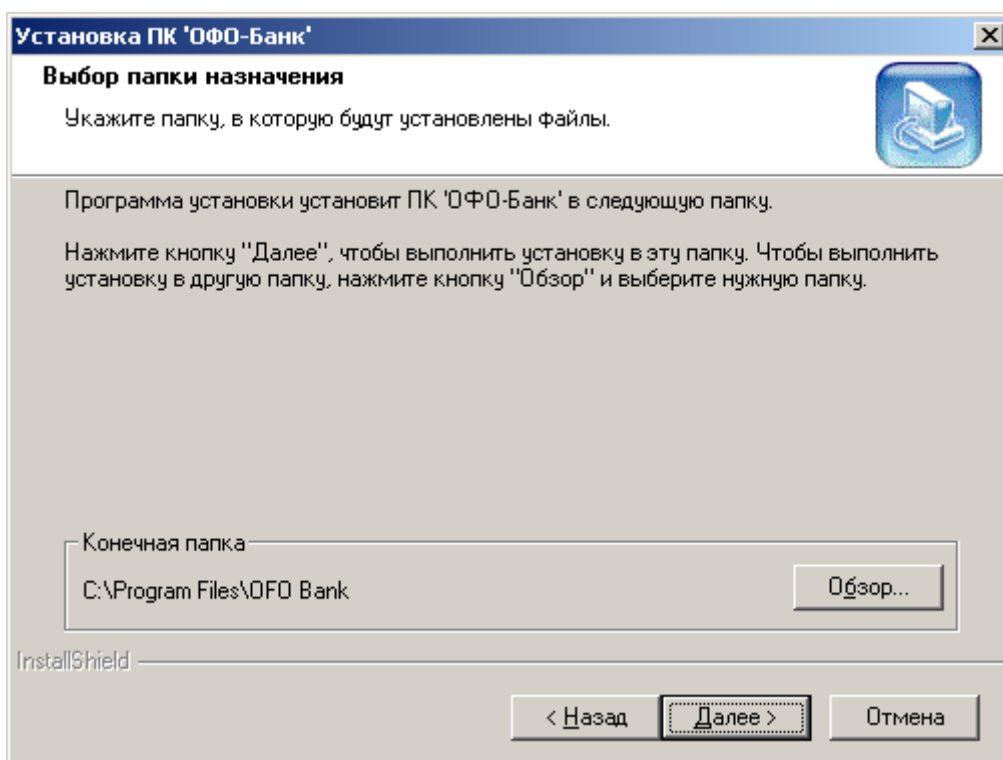 Установка ПК 'ОФО-Банк'
Выбор папки назначения
Укажите папку, в которую будут установлены файлы.
Программа установки установит ПК 'ОФО-Банк' в следующую папку.
Нажмите кнопку "Далее", чтобы выполнить установку в эту папку. Чтобы выполнить
установку в другую папку, нажмите кнопку "Обзор" и выберите нужную папку.
Конечная папка
C:\Program Files\OFO Bank
Обзор...
InstallShield
< Назад
Далее >
Отмена